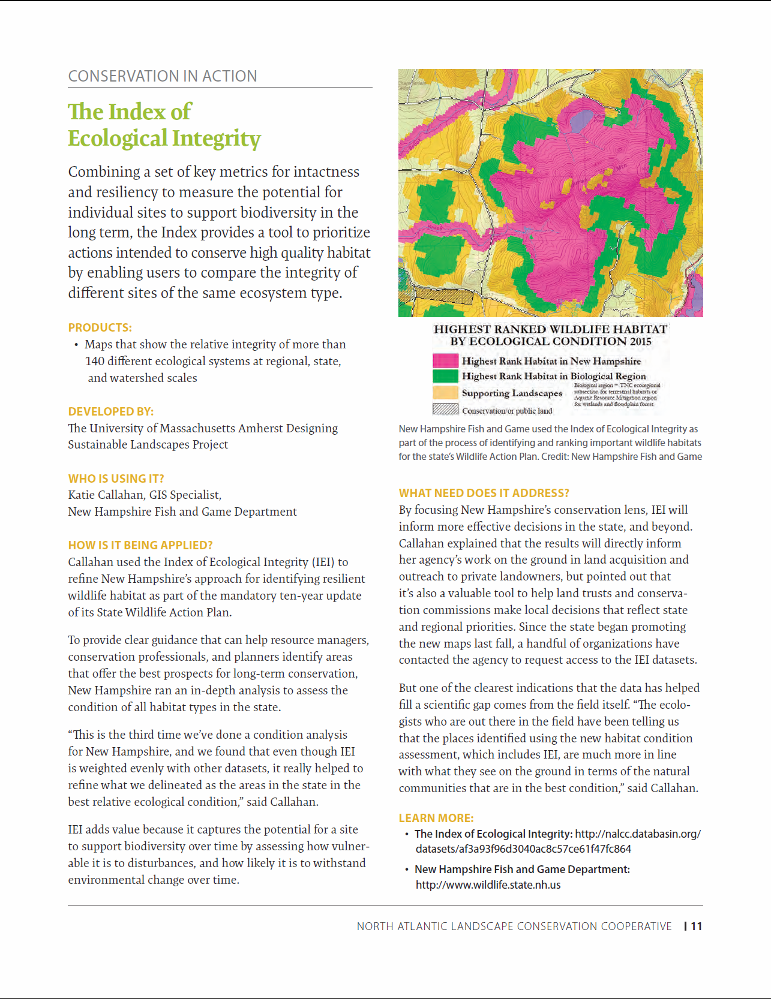 CONSERVATION IN ACTION
The Index of
Ecological Integrity
Combining a set of key metrics for intactness
and resiliency to measure the potential for
individual sites to support biodiversity in the
long term, the Index provides a tool to prioritize
actions intended to conserve high quality habitat
by enabling users to compare the integrity of
different sites of the same ecosystem type.
PRODUCTS:
• Maps that show the relative integrity of more than
140 different ecological systems at regional, state,
and watershed scales
DEVELOPED BY:
The University of Massachusetts Amherst Designing
Sustainable Landscapes Project
WHO IS USING IT?
Katie Callahan, GIS Specialist,
New Hampshire Fish and Game Department
HOW IS IT BEING APPLIED?
Callahan used the Index of Ecological Integrity (IEI) to
refine New Hampshire’s approach for identifying resilient
wildlife habitat as part of the mandatory ten-year update
of its State Wildlife Action Plan.
To provide clear guidance that can help resource managers,
conservation professionals, and planners identify areas
that offer the best prospects for long-term conservation,
New Hampshire ran an in-depth analysis to assess the
condition of all habitat types in the state.
“This is the third time we’ve done a condition analysis
for New Hampshire, and we found that even though IEI
is weighted evenly with other datasets, it really helped to
refine what we delineated as the areas in the state in the
best relative ecological condition,” said Callahan.
IEI adds value because it captures the potential for a site
to support biodiversity over time by assessing how vulner-
able it is to disturbances, and how likely it is to withstand
environmental change over time.
Brook
Pond
Mtn
Brook
HIGHEST RANKED WILDLIFE HABITAT
BY ECOLOGICAL CONDITION 2015
Highest Rank Habitat in New Hampshire
Highest Rank Habitat in Biological Region
Supporting Landscapes
Biological region = TNC ecoregional
subsection for terrestrial habitats or
Aquatic Resource Mitigation region
for wetlands and floodplain forest.
Conservation or public land
New Hampshire Fish and Game used the Index of Ecological Integrity as
part of the process of identifying and ranking important wildlife habitats
for the state’s Wildlife Action Plan. Credit: New Hampshire Fish and Game
WHAT NEED DOES IT ADDRESS?
By focusing New Hampshire’s conservation lens, IEI will
inform more effective decisions in the state, and beyond.
Callahan explained that the results will directly inform
her agency’s work on the ground in land acquisition and
outreach to private landowners, but pointed out that
it’s also a valuable tool to help land trusts and conserva-
tion commissions make local decisions that reflect state
and regional priorities. Since the state began promoting
the new maps last fall, a handful of organizations have
contacted the agency to request access to the IEI datasets.
But one of the clearest indications that the data has helped
fill a scientific gap comes from the field itself. “The ecolo-
gists who are out there in the field have been telling us
that the places identified using the new habitat condition
assessment, which includes IEI, are much more in line
with what they see on the ground in terms of the natural
communities that are in the best condition,” said Callahan.
LEARN MORE:
• The Index of Ecological Integrity: http://nalcc.databasin.org/
datasets/af3a93f96d3040ac8c57ce61f47fc864
• New Hampshire Fish and Game Department:
http://www.wildlife.state.nh.us
NORTH ATLANTIC LANDSCAPE CONSERVATION COOPERATIVE | 11